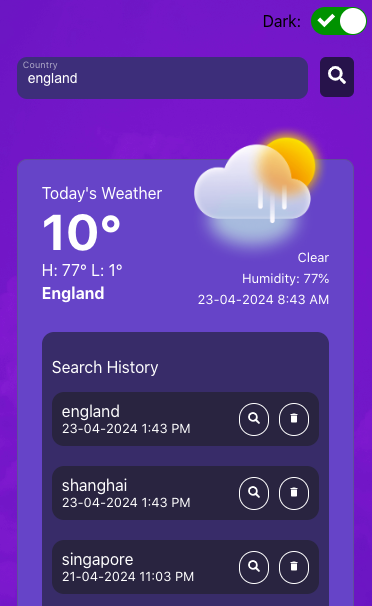 Dark:
Country
england
Today's Weather
10°
H: 77° L: 1°
England
Clear
Humidity: 77%
23-04-2024 8:43 AM
Search History
england
23-04-2024 1:43 PM
shanghai
23-04-2024 1:43 PM
singapore
21-04-2024 11:03 PM